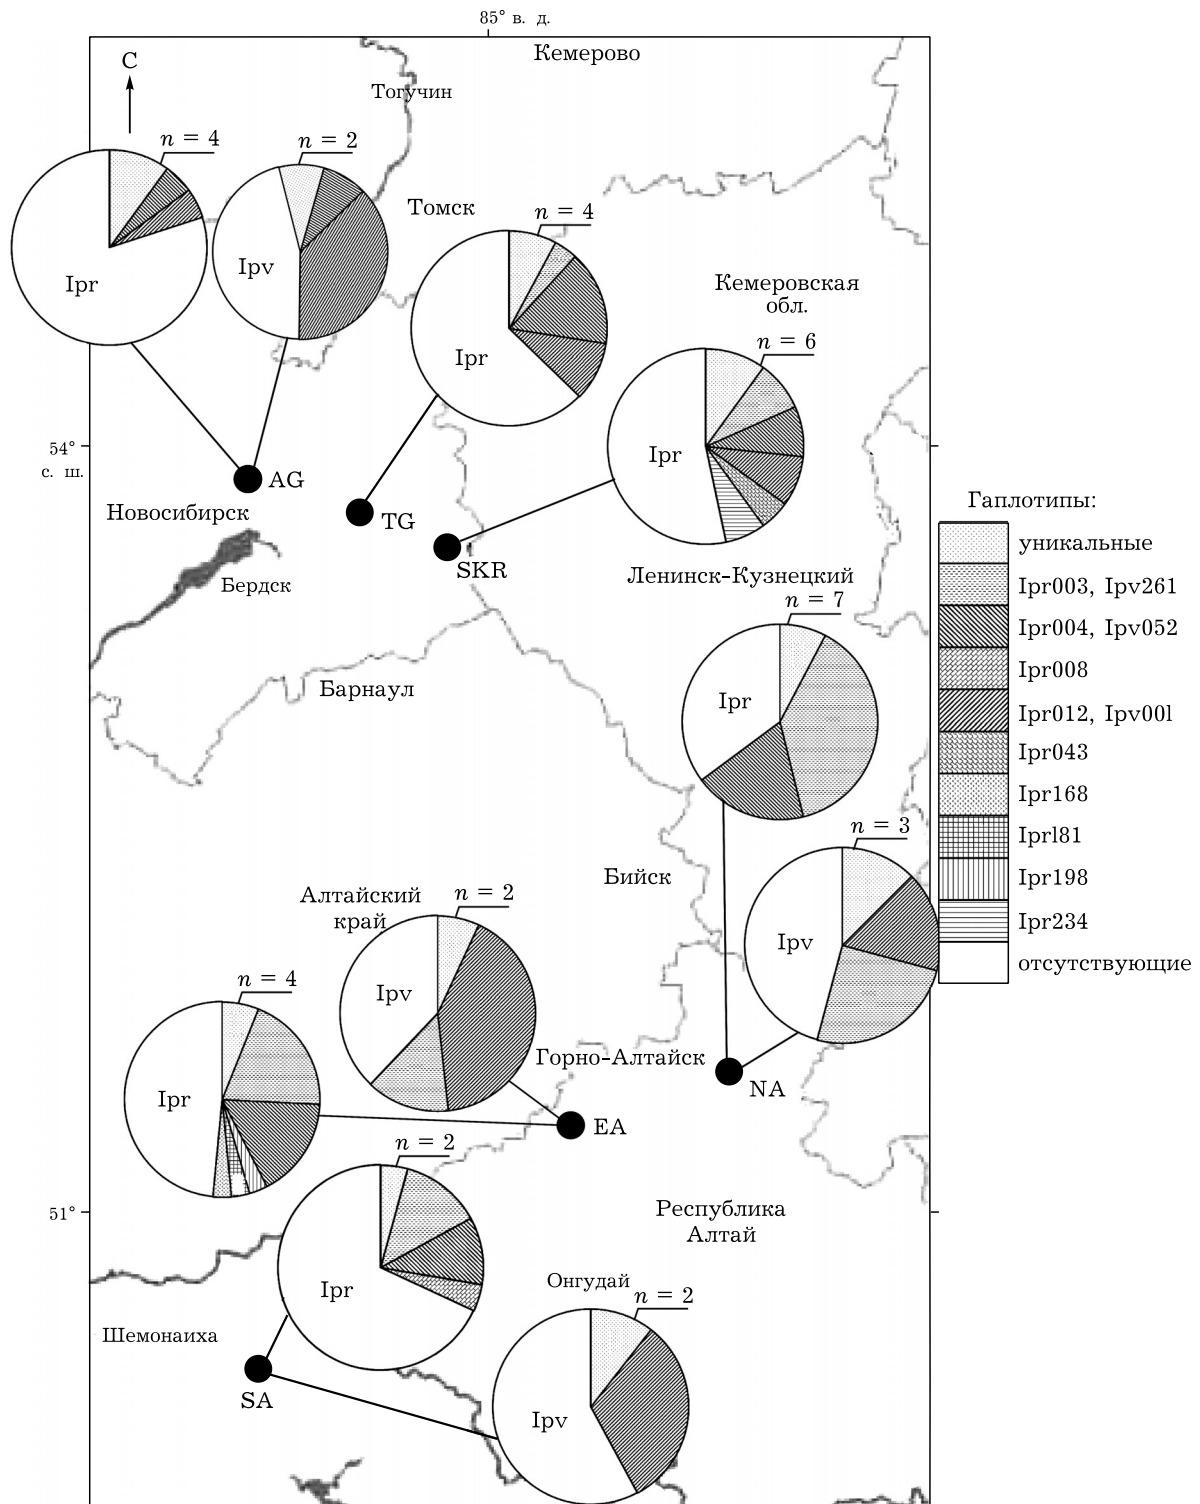 85° в. д.
Кемерово
С
Тогучин
n = 4
n = 2
Томск
n = 4
Ipr
Ipv
Кемеровская
обл.
n = 6
Ipr
Ipr
54°
с. ш.
AG
Гаплотипы:
Новосибирск
TG
уникальные
SKR
Ленинск-Кузнецкий
Бердск
Ipr003, Ipv261
n = 7
Ipr004, Ipv052
Ipr008
Барнаул
Ipr
Ipr012, Ipv00l
Ipr043
Ipr168
n = 3
Iprl81
Бийск
Ipr198
Алтайский
край
n = 2
Ipr234
Ipv
отсутствующие
n = 4
Ipv
Горно-Алтайск
NA
Ipr
EA
n = 2
51°
Республика
Алтай
Онгудай
Ipr
n = 2
Шемонаиха
SA
Ipv